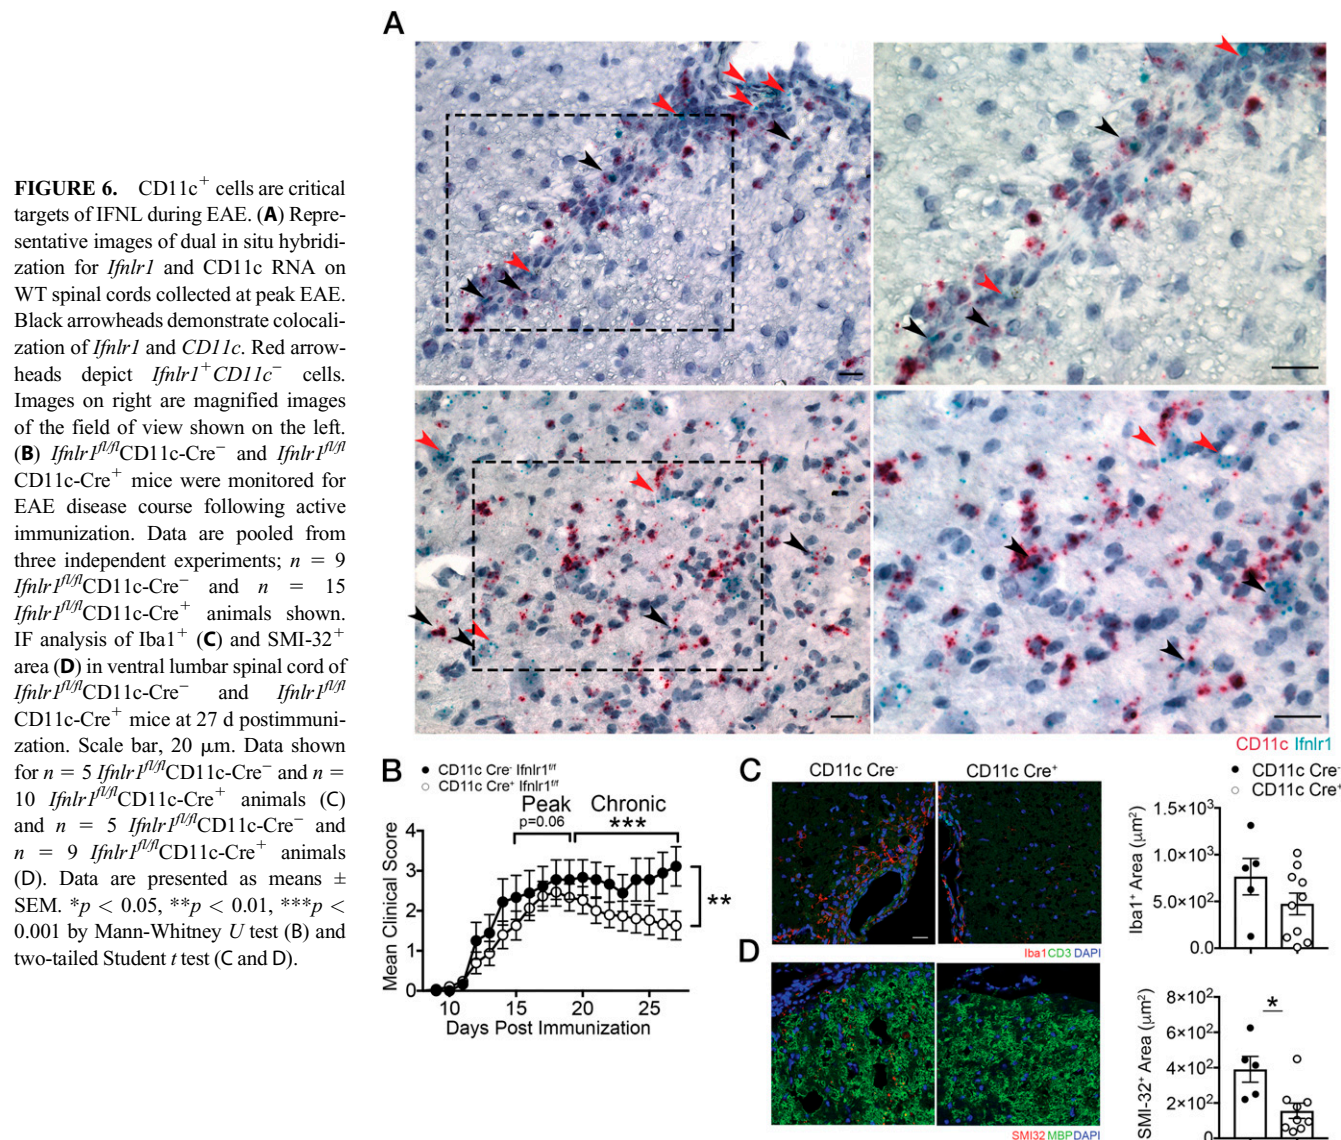 A
FIGURE 6. CD11c+ cells are critical
targets of IFNL during EAE. (A) Repre-
sentative images of dual in situ hybridi-
zation for Ifnlr1 and CD11c RNA on
WT spinal cords collected at peak EAE.
Black arrowheads demonstrate colocali-
zation of Ifnlr1 and CD11c. Red arrow-
heads depict Ifnlr1+CD11c− cells.
Images on right are magnified images
of the field of view shown on the left.
(B) Ifnlr1fl/flCD11c-Cre− and Ifnlr1fl/fl
CD11c-Cre+ mice were monitored for
EAE disease course following active
immunization. Data are pooled from
three independent experiments; n = 9
Ifnlr1fl/flCD11c-Cre− and n = 15
Ifnlr1fl/flCD11c-Cre+ animals shown.
IF analysis of Iba1+ (C) and SMI-32+
area (D) in ventral lumbar spinal cord of
Ifnlr1fl/flCD11c-Cre− and Ifnlr1fl/fl
CD11c-Cre+ mice at 27 d postimmuni-
zation. Scale bar, 20 μm. Data shown
for n = 5 Ifnlr1fl/flCD11c-Cre− and n =
10 Ifnlr1fl/flCD11c-Cre+ animals (C)
and n = 5 Ifnlr1fl/flCD11c-Cre− and
n = 9 Ifnlr1fl/flCD11c-Cre+ animals
(D). Data are presented as means ±
SEM. *p < 0.05, **p < 0.01, ***p <
0.001 by Mann-Whitney U test (B) and
two-tailed Student t test (C and D).
CD11c Ifnlr1
B
CD11c Cre- Ifnlr1f/f
CD11c Cre+ Ifnlr1f/f
Peak
p=0.06
Chronic
***
**
Mean Clinical Score
4
3
2
1
0
10 15 20 25
Days Post Immunization
C
CD11c Cre- CD11c Cre+
Iba1 CD3 DAPI
CD11c Cre-
CD11c Cre+
Iba1+ Area (μm2)
1.5×103
1.0×103
5.0×102
0.0
D
SMI32 MBP DAPI
SMI-32+ Area (μm2)
8×102
6×102
4×102
2×102
0
*